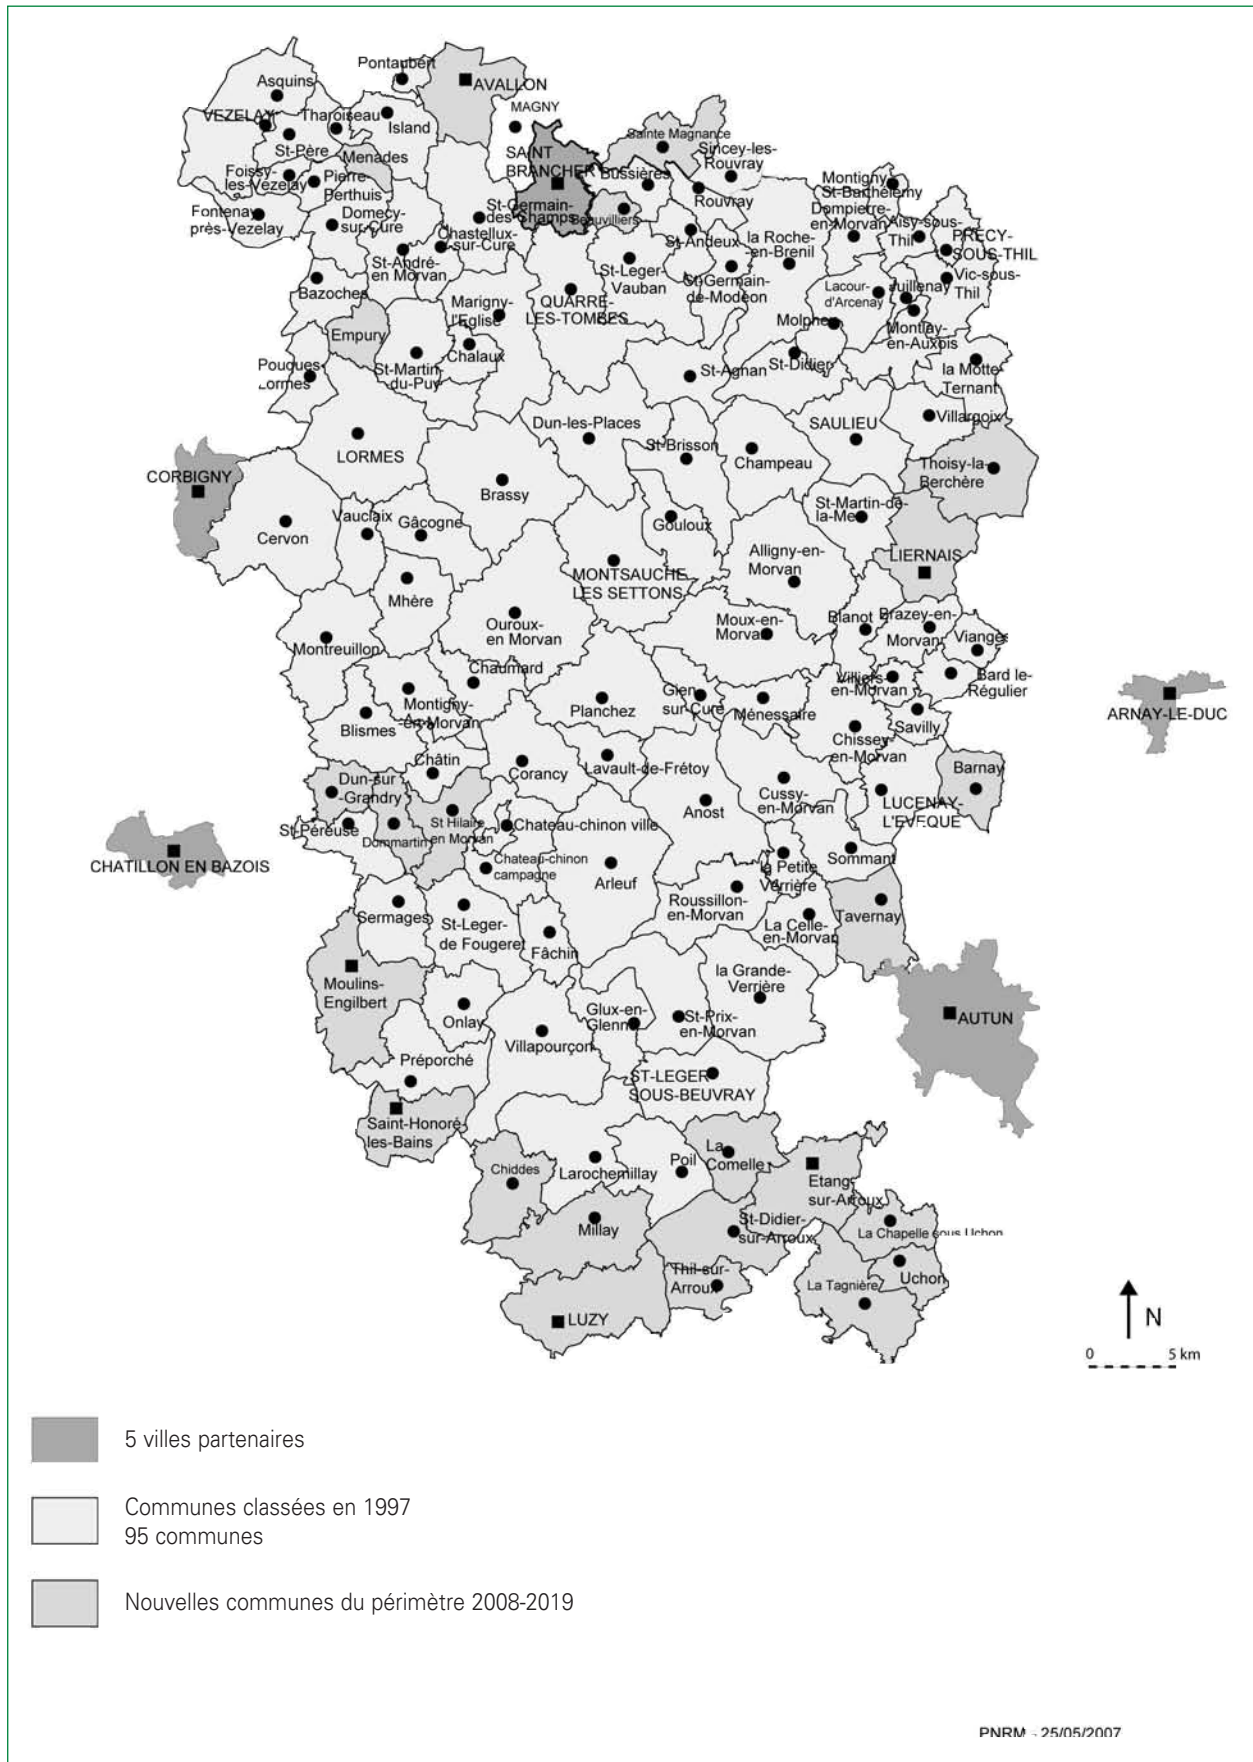 Pontaubert
Asquins
AVALLON
MAGNY
VEZELAY
Tharoiseau
Island
Sainte Magnance
St-Père
Menades
SAINT
BRANCHER
Bussières
Sincey-les-
Rouvray
Foissy-
les-Vezelay
Pierre-
Perthuis
Rouvray
Montigny-
St-Barthélemy
Fontenay
près-Vezelay
Domecy-
sur-Cure
St-Germain-
des-Champs
Beauvilliers
Dompierre-
en-Morvan
Aisy-sous-
Thil
PRECY-
SOUS-THIL
Chastellux-
sur-Cure
St-Andeux
la Roche-
en-Brenil
St-André-
en Morvan
St-Leger-
Vauban
St-Germain-
de-Modéon
Vic-sous-
Thil
Bazoches
Marigny-
l'Eglise
QUARRE-
LES-TOMBES
Lacour-
d'Arcenay
uillenay
Empury
Molphey
Montlay-
en-Auxois
Chalaux
Pouques-
Lormes
St-Martin-
du-Puy
St-Agnan
St-Didier
la Motte-
Ternant
Dun-les-Places
SAULIEU
Villargoix
LORMES
St-Brisson
Champeau
CORBIGNY
Thoisy-la-
Berchère
Brassy
Vauclaix
Gâcogne
Gouloux
St-Martin-de-
la-Me
Cervon
Alligny-en-
Morvan
LIERNAIS
MONTSAUCHE
LES SETTONS
Mhère
Ouroux-
en Morvan
Moux-en-
Morvan
Blanot
Brazey-en-
Morvan
Vianges
Montreuillon
Chaumard
Gien-
sur-Cure
Villiers-
en-Morvan
Bard le-
Régulier
Montigny-
en-Morvan
Planchez
Ménessaire
ARNAY-LE-DUC
Blismes
Chissey-
en-Morvan
Savilly
Châtin
Corancy
Lavault-de-Frétoy
Barnay
Dun-sur
-Grandry
Cussy-
en-Morvan
LUCENAY-
L'EVEQUE
Anost
St-Péreuse
Dommartin
St Hilaire
en Morvan
Chateau-chinon ville
CHATILLON EN BAZOIS
Chateau-chinon
campagne
Arleuf
la Petite
Verrière
Sommant
Sermages
St-Leger-
de Fougeret
Roussillon-
en-Morvan
La Celle-
en-Morvan
Tavernay
Fâchin
Moulins-
Engilbert
la Grande-
Verrière
Onlay
Glux-en-
Glenne
St-Prix-
en-Morvan
AUTUN
Villapourçon
Préporché
ST-LEGER-
SOUS-BEUVRAY
Saint-Honoré-
les-Bains
La
Comelle
Chiddes
Larochemillay
Poil
Etang-
sur-Arroux
Millay
St-Didier-
sur-Arroux
La Chapelle sous Uchon
Thil-sur-
Arroux
Uchon
La Tagnière
LUZY
N
0 5 km
5 villes partenaires
Communes classées en 1997
95 communes
Nouvelles communes du périmètre 2008-2019
PNRM - 25/05/2007